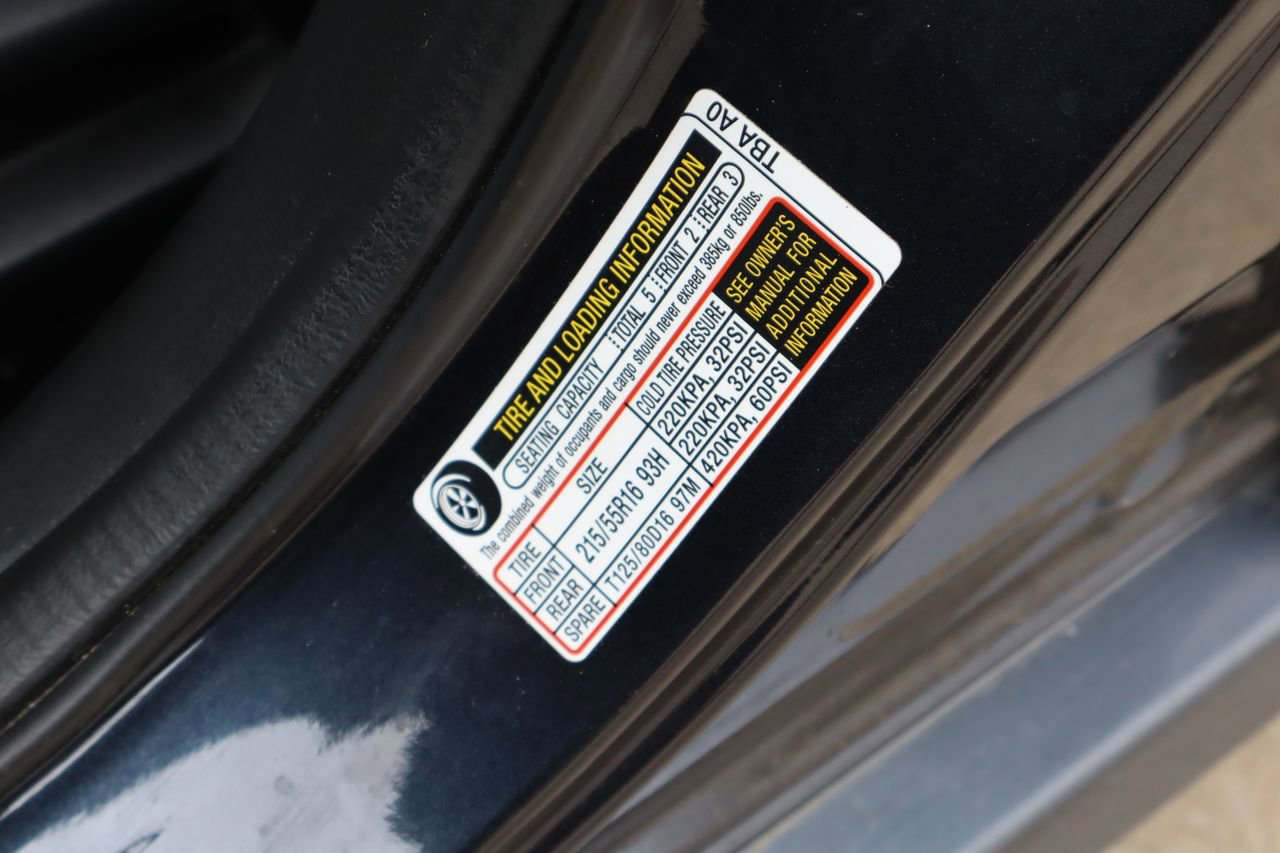 TBA A0
TIRE AND LOADING INFORMATION
SEATING CAPACITY TOTAL 5 FRONT 2 REAR 3
The combined weight of occupants and cargo should never exceed 385kg or 850lbs.
TIRE SIZE COLD TIRE PRESSURE
FRONT 215/55R16 93H 220KPA, 32PSI
REAR 220KPA, 32PSI
SPARE T125/80D16 97M 420KPA, 60PSI
SEE OWNER'S
MANUAL FOR
ADDITIONAL
INFORMATION